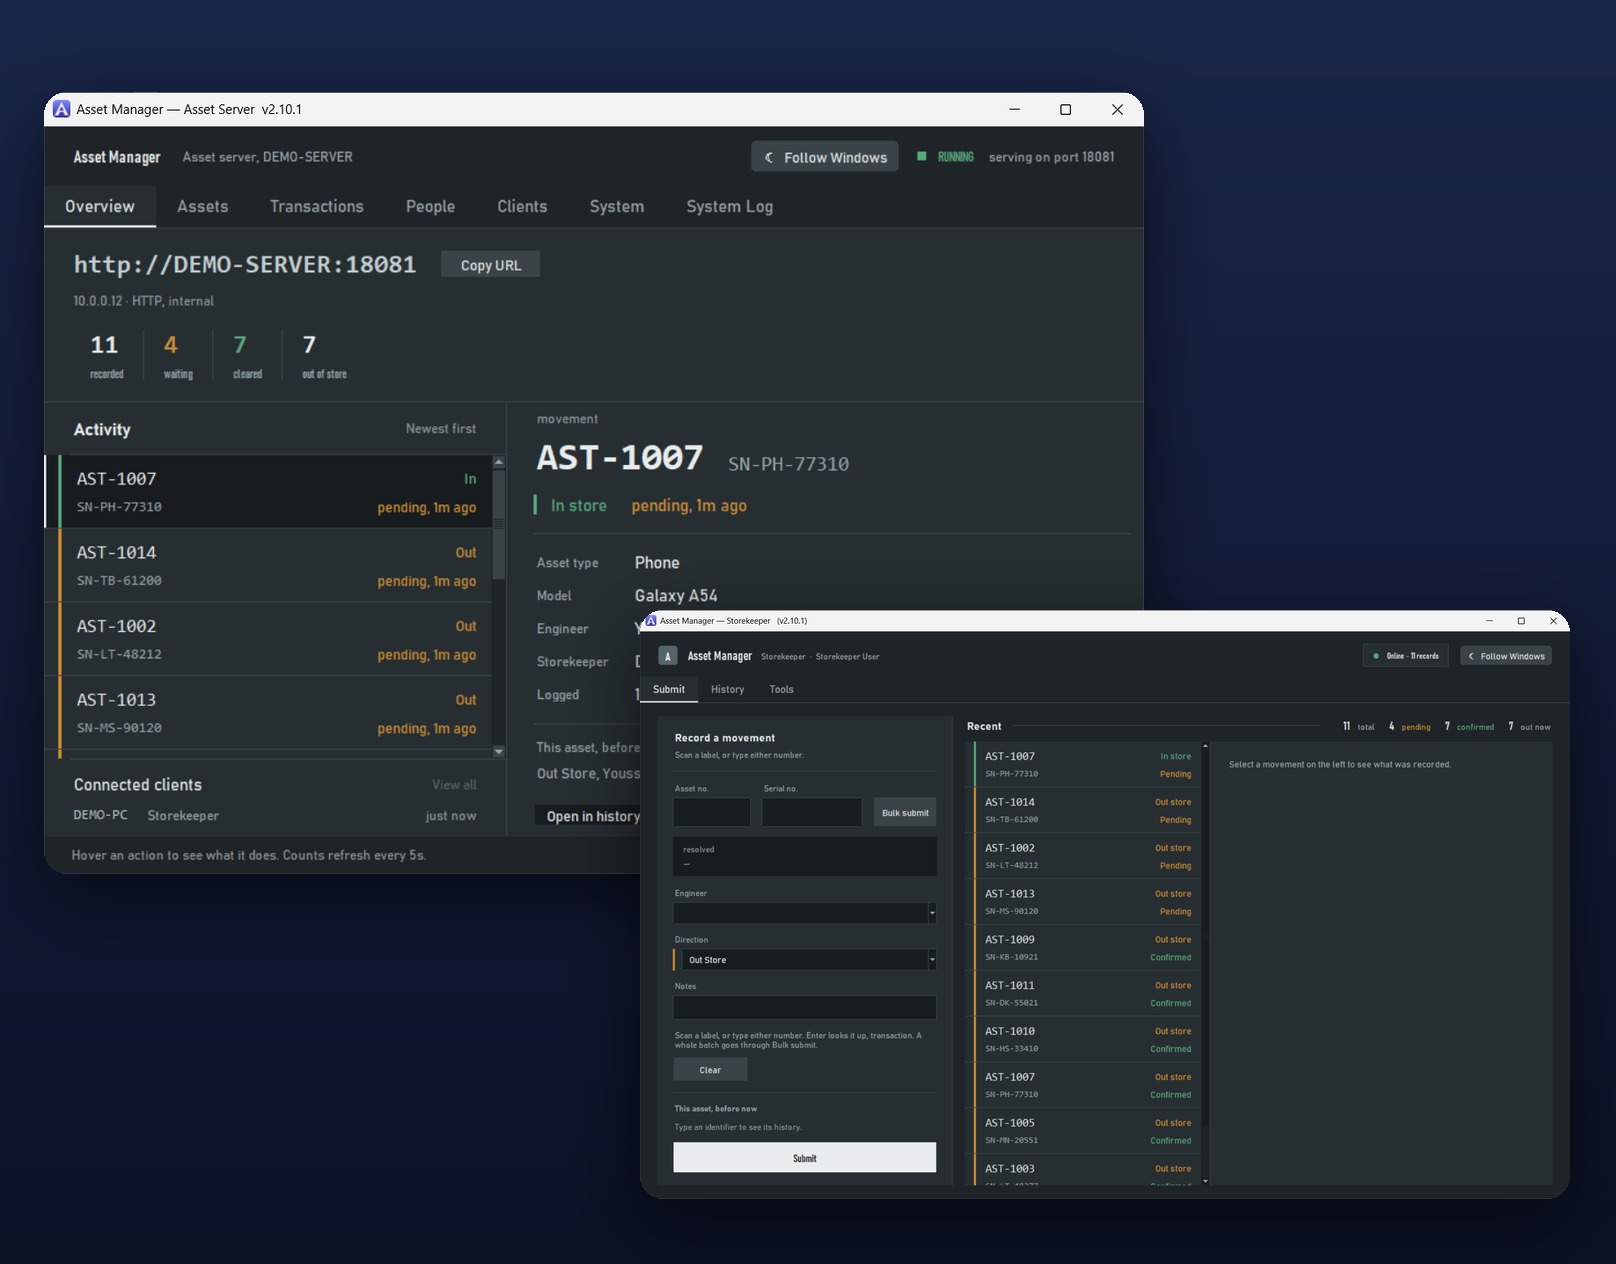 Asset Manager — Asset Server v2.10.1
Asset Manager Asset server, DEMO-SERVER
Follow Windows
RUNNING serving on port 18081
Overview Assets Transactions People Clients System System Log
http://DEMO-SERVER:18081 Copy URL
10.0.0.12 · HTTP, internal
11 4 7 7
recorded waiting cleared out of store
Activity Newest first
AST-1007 In
SN-PH-77310 pending, 1m ago
AST-1014 Out
SN-TB-61200 pending, 1m ago
AST-1002 Out
SN-LT-48212 pending, 1m ago
AST-1013 Out
SN-MS-90120 pending, 1m ago
Connected clients View all
DEMO-PC Storekeeper just now
Hover an action to see what it does. Counts refresh every 5s.
movement
AST-1007 SN-PH-77310
In store pending, 1m ago
Asset type Phone
Model Galaxy A54
Engineer
Storekeeper
Logged
This asset, before
Out Store,
Open in history
Asset Manager — Storekeeper (v2.10.1)
A Asset Manager Storekeeper · Storekeeper User
Online · 11 records
Follow Windows
Submit History Tools
Record a movement
Scan a label, or type either number.
Asset no. Serial no.
Bulk submit
resolved
—
Engineer
Direction
Out Store
Notes
Scan a label, or type either number. Enter looks it up, transaction. A
whole batch goes through Bulk submit.
Clear
This asset, before now
Type an identifier to see its history.
Submit
Recent 11 total 4 pending 7 confirmed 7 out now
AST-1007 In store
SN-PH-77310 Pending
AST-1014 Out store
SN-TB-61200 Pending
AST-1002 Out store
SN-LT-48212 Pending
AST-1013 Out store
SN-MS-90120 Pending
AST-1009 Out store
SN-KB-10921 Confirmed
AST-1011 Out store
SN-DK-55021 Confirmed
AST-1010 Out store
SN-HS-33410 Confirmed
AST-1007 Out store
SN-PH-77310 Confirmed
AST-1005 Out store
SN-MN-20551 Confirmed
AST-1003 Out store
Select a movement on the left to see what was recorded.